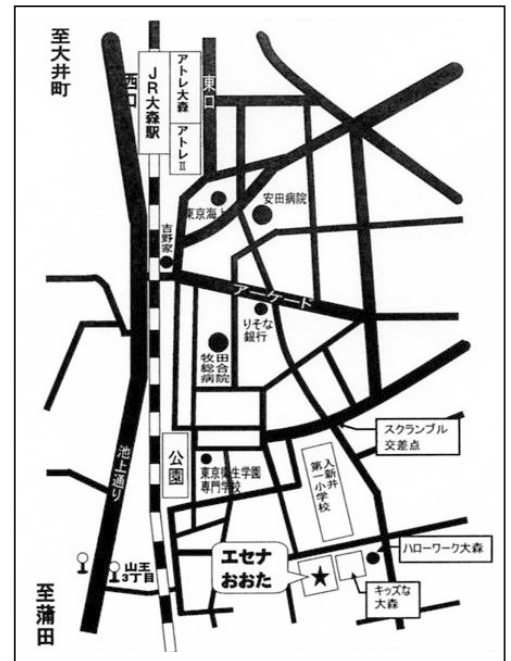 至大井町
西口
JR大森駅
アトレ大森
アトレⅡ
東口
東京海上
安田病院
吉野家
アーケード
りそな
銀行
牧田
総合
病院
スクランブル
交差点
池上通り
公園
東京衛生学園
専門学校
入新井
第一小学校
ハローワーク大森
エセナ
おおた
山王
3丁目
キッズな
大森
至蒲田